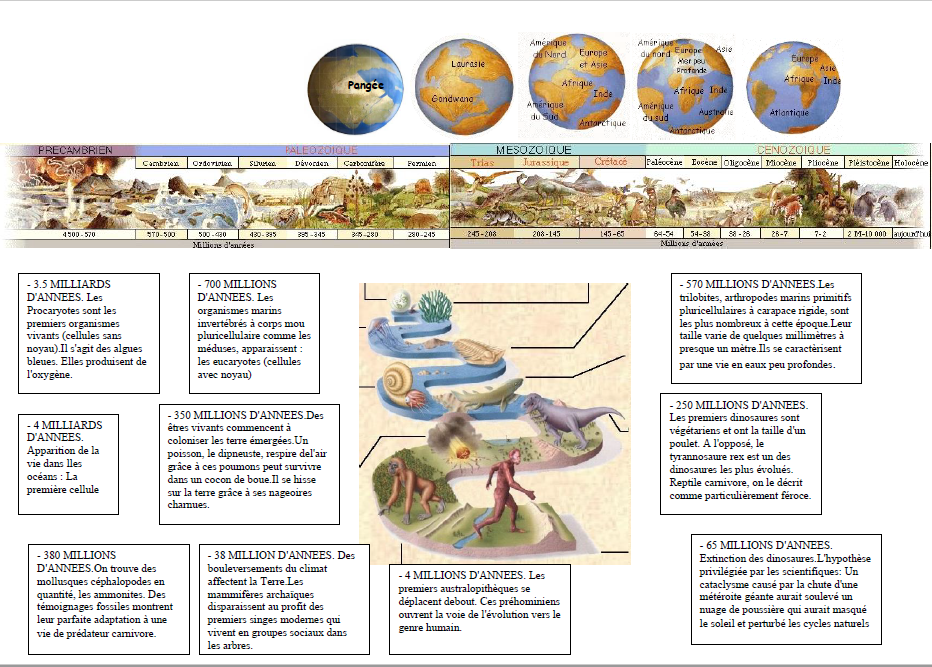 Pangée
Laurasie
Gondwana
Amérique
du Nord
Europe
et Asie
Afrique
Inde
Amérique
du Sud
Antarctique
Amérique
du nord
Europe
Asie
Mer peu
Profonde
Afrique
Inde
Amérique
du sud
Australie
Antarctique
Europe
Asie
Afrique
Inde
Atlantique
PRECAMBRIEN
PALEOZOIQUE
MESOZOIQUE
CENOZOIQUE
Cambrien Ordovicien Silurien Dévonien Carbonifère Permien
Trias Jurassique Crétacé
Paléocène Eocène Oligocène Miocène Pliocène Pléistocène Holocène
4500-570 570-500 500-430 430-395 395-345 345-280 280-245
245-208 208-145 145-65 64-54 54-38 38-26 26-7 7-2 2 M-10 000 aujourd'hui
Millions d'années
Millions d'années
- 3.5 MILLIARDS
D'ANNEES. Les
Procaryotes sont les
premiers organismes
vivants (cellules sans
noyau).Il s'agit des algues
bleues. Elles produisent de
l'oxygène.
- 700 MILLIONS
D'ANNEES. Les
organismes marins
invertébrés à corps mou
pluricellulaire comme les
méduses, apparaissent :
les eucaryotes (cellules
avec noyau)
- 570 MILLIONS D'ANNEES.Les
trilobites, arthropodes marins primitifs
pluricellulaires à carapace rigide, sont
les plus nombreux à cette époque.Leur
taille varie de quelques millimètres à
presque un mètre.Ils se caractèrisent
par une vie en eaux peu profondes.
- 4 MILLIARDS
D'ANNEES.
Apparition de la
vie dans lles
océans : La
première cellule
- 350 MILLIONS D'ANNEES.Des
êtres vivants commencent à
coloniser les terre émergées.Un
poisson, le dipneuste, respire del'air
grâce à ces poumons peut survivre
dans un cocon de boue.Il se hisse
sur la terre grâce à ses nageoires
charnues.
- 250 MILLIONS D'ANNEES.
Les premiers dinosaures sont
végétariens et ont la taille d'un
poulet. A l'opposé, le
tyrannosaure rex est un des
dinosaures les plus évolués.
Reptile carnivore, on le décrit
comme particulièrement féroce.
- 380 MILLIONS
D'ANNEES.On trouve des
mollusques céphalopodes en
quantité, les ammonites. Des
témoignages fossiles montrent
leur parfaite adaptation à une
vie de prédateur carnivore.
- 38 MILLION D'ANNEES. Des
bouleversements du climat
affectent la Terre.Les
mammifères archaïques
disparaissent au profit des
premiers singes modernes qui
vivent en groupes sociaux dans
les arbres.
- 4 MILLIONS D'ANNEES. Les
premiers australopithèques se
déplacent debout. Ces préhominiens
ouvrent la voie de l'évolution vers le
genre humain.
- 65 MILLIONS D'ANNEES.
Extinction des dinosaures.L'hypothèse
privilégiée par les scientifiques: Un
cataclysme causé par la chute d'une
météroite géante aurait soulevé un
nuage de poussière qui aurait masqué
le soleil et perturbé les cycles naturels